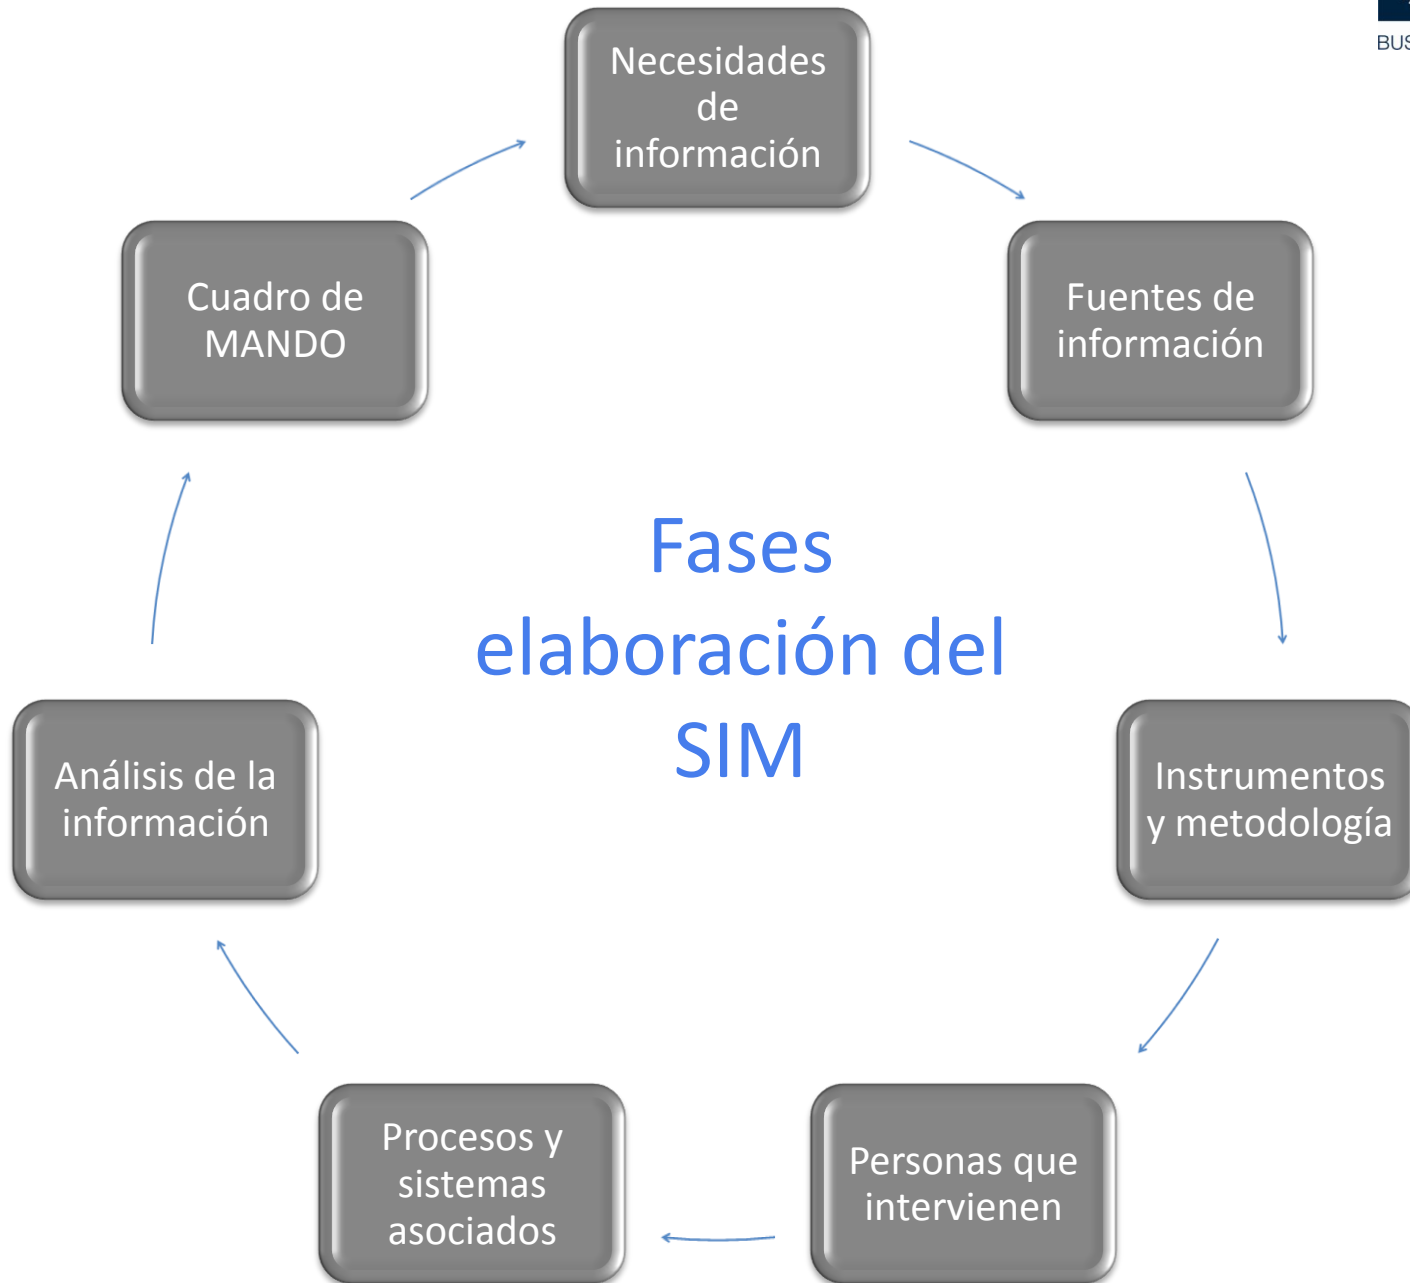 Necesidades
de
información
Fuentes de
información
Instrumentos
y metodología
Personas que
intervienen
Procesos y
sistemas
asociados
Análisis de la
información
Cuadro de
MANDO
Fases
elaboración del
SIM